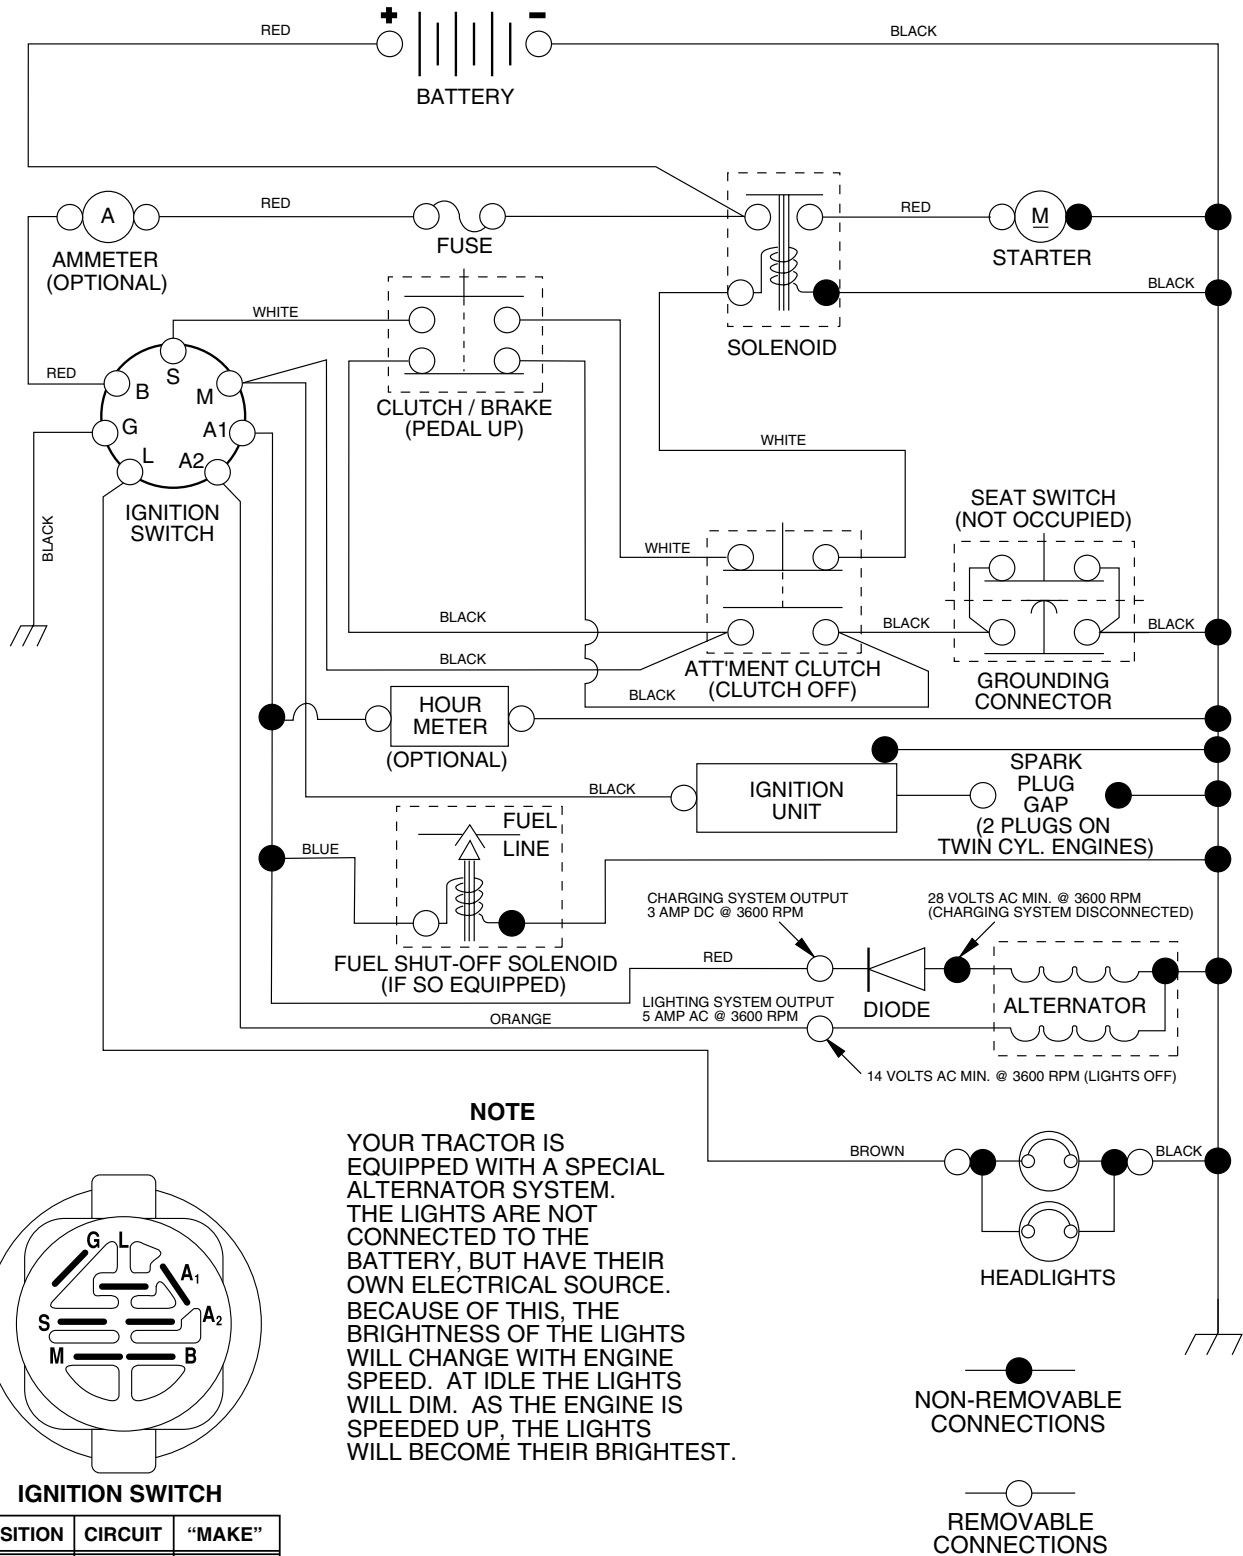 +
-
RED
BLACK
BATTERY
A
RED
RED
M
FUSE
STARTER
AMMETER
(OPTIONAL)
BLACK
WHITE
SOLENOID
RED
S
B
M
CLUTCH / BRAKE
(PEDAL UP)
G
A1
WHITE
L
A2
IGNITION
SWITCH
BLACK
SEAT SWITCH
(NOT OCCUPIED)
WHITE
BLACK
BLACK
BLACK
BLACK
ATT'MENT CLUTCH
(CLUTCH OFF)
BLACK
GROUNDING
CONNECTOR
HOUR
METER
(OPTIONAL)
BLACK
IGNITION
UNIT
SPARK
PLUG
GAP
(2 PLUGS ON
TWIN CYL. ENGINES)
FUEL
LINE
BLUE
CHARGING SYSTEM OUTPUT
3 AMP DC @ 3600 RPM
28 VOLTS AC MIN. @ 3600 RPM
(CHARGING SYSTEM DISCONNECTED)
FUEL SHUT-OFF SOLENOID
(IF SO EQUIPPED)
RED
LIGHTING SYSTEM OUTPUT
5 AMP AC @ 3600 RPM
DIODE
ALTERNATOR
ORANGE
14 VOLTS AC MIN. @ 3600 RPM (LIGHTS OFF)
NOTE
YOUR TRACTOR IS
EQUIPPED WITH A SPECIAL
ALTERNATOR SYSTEM.
THE LIGHTS ARE NOT
CONNECTED TO THE
BATTERY, BUT HAVE THEIR
OWN ELECTRICAL SOURCE.
BECAUSE OF THIS, THE
BRIGHTNESS OF THE LIGHTS
WILL CHANGE WITH ENGINE
SPEED. AT IDLE THE LIGHTS
WILL DIM. AS THE ENGINE IS
SPEEDED UP, THE LIGHTS
WILL BECOME THEIR BRIGHTEST.
BROWN
BLACK
HEADLIGHTS
G
L
A1
S
A2
M
B
IGNITION SWITCH
SITION CIRCUIT “MAKE”
NON-REMOVABLE
CONNECTIONS
REMOVABLE
CONNECTIONS